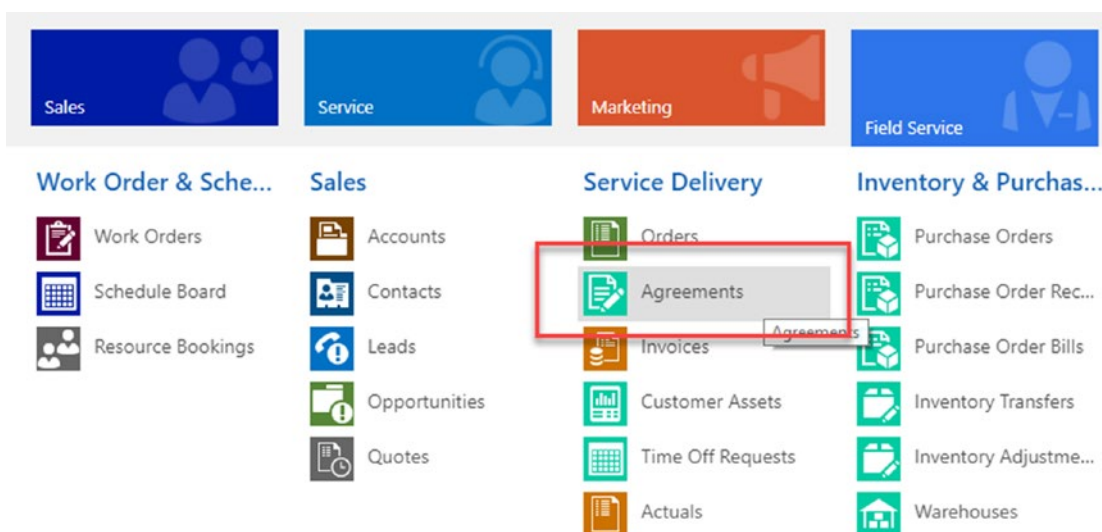 Sales
Service
Marketing
Field Service
Work Order & Sche...
Work Orders
Schedule Board
Resource Bookings
Sales
Accounts
Contacts
Leads
Opportunities
Quotes
Service Delivery
Orders
Agreements
Agreements
Invoices
Customer Assets
Time Off Requests
Actuals
Inventory & Purchas...
Purchase Orders
Purchase Order Rec...
Purchase Order Bills
Inventory Transfers
Inventory Adjustme...
Warehouses